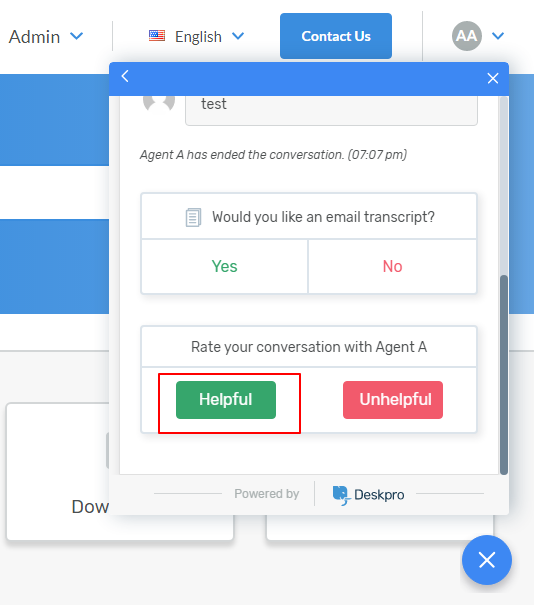 Admin
English
Contact Us
AA
test
Agent A has ended the conversation. (07:07 pm)
Would you like an email transcript?
Yes
No
Rate your conversation with Agent A
Helpful
Unhelpful
Powered by
Deskpro
Dow